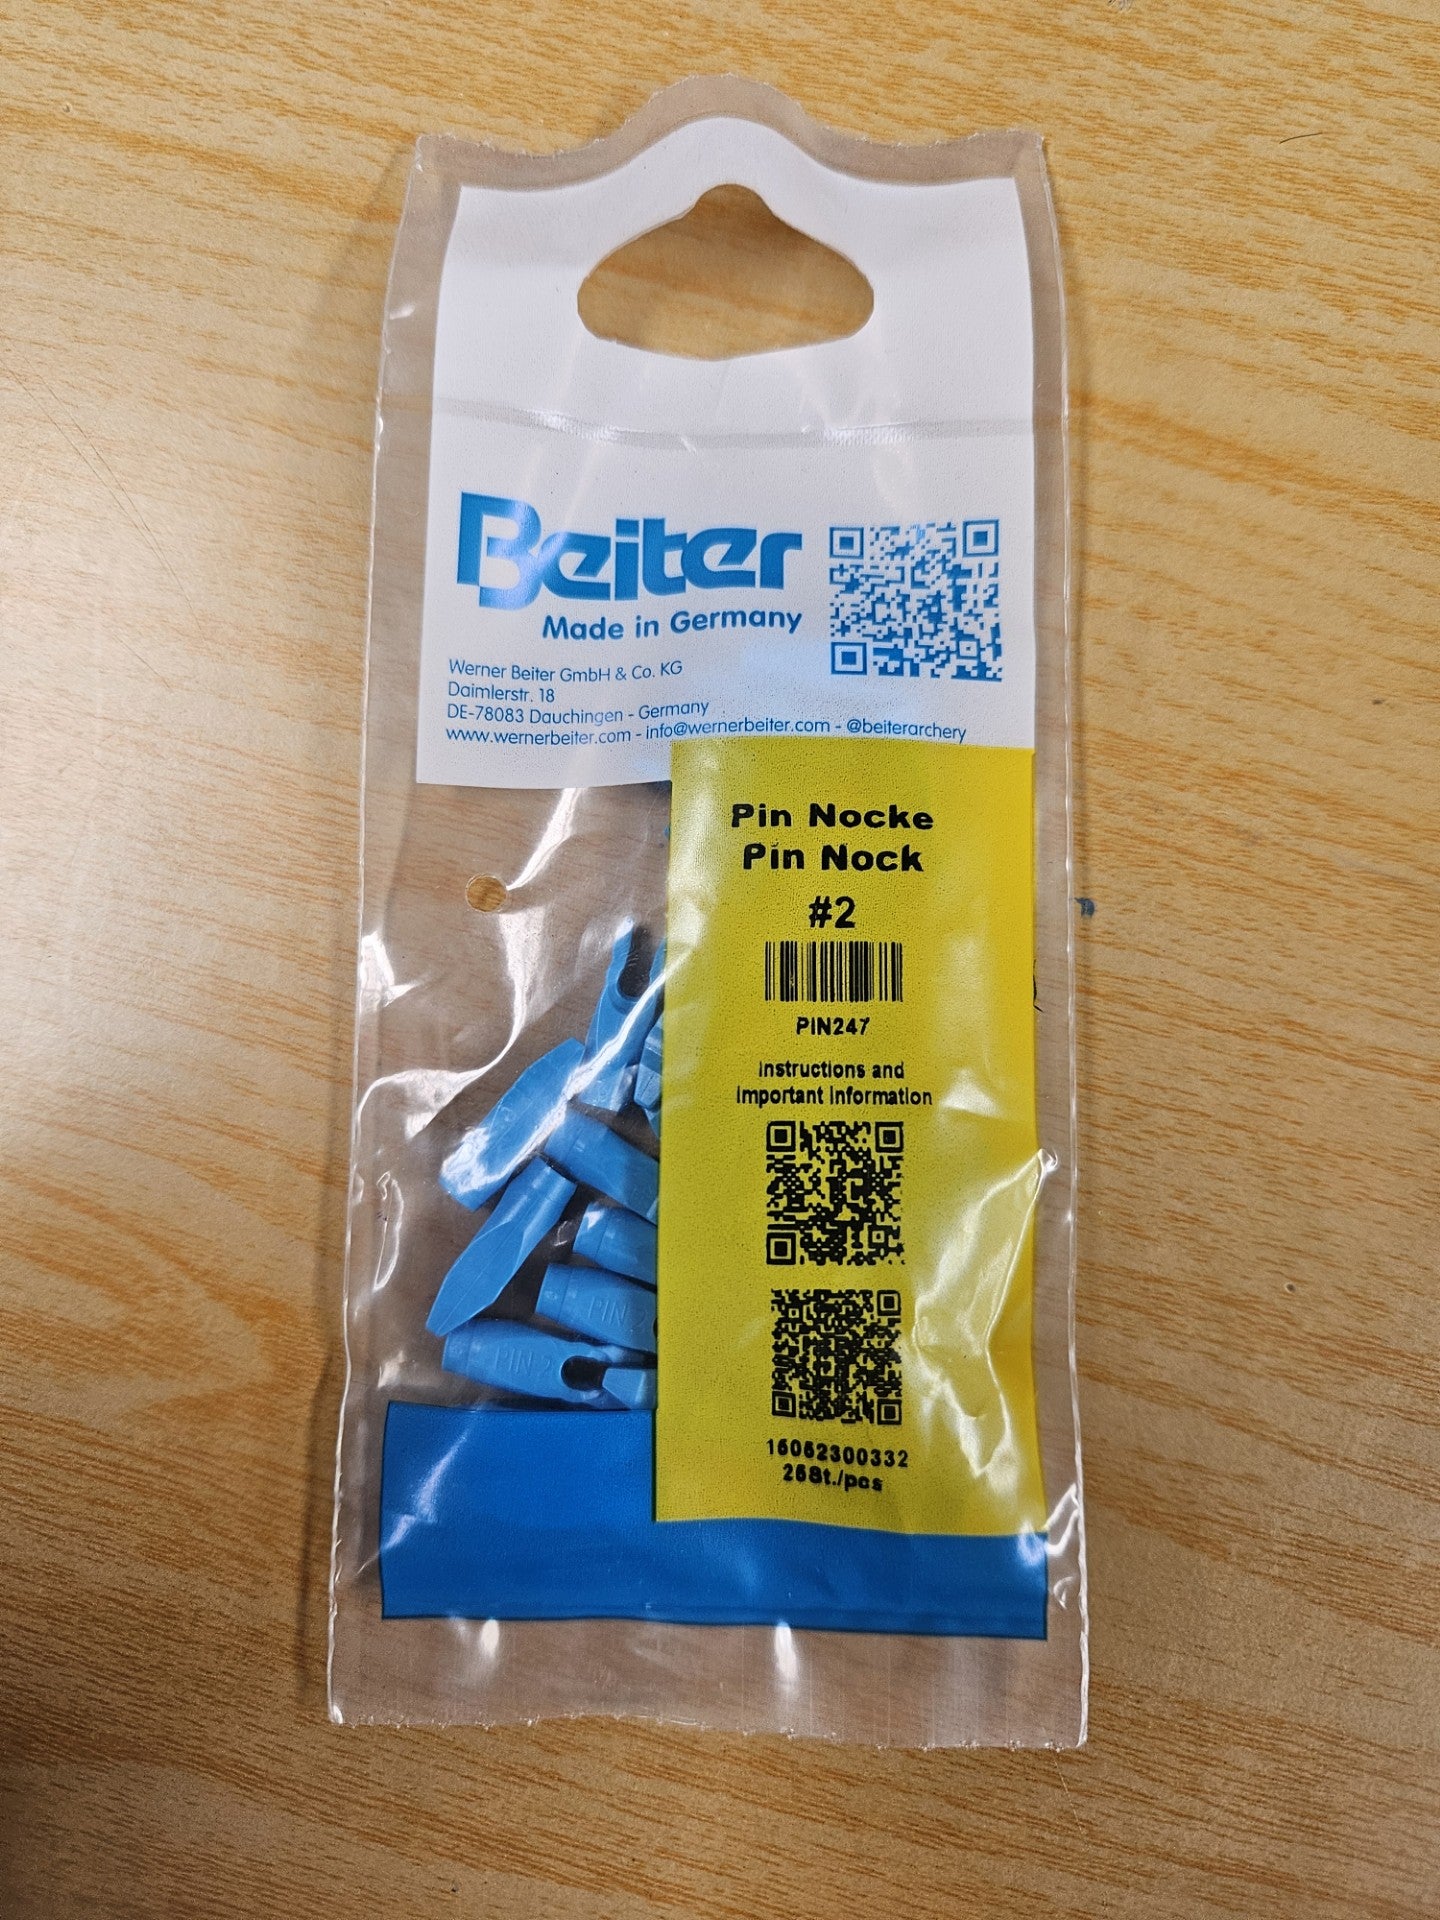 Beiter
Made in Germany
Werner Beiter GmbH & Co. KG
Daimlerstr. 18
DE-78083 Dauchingen - Germany
www.wernerbeiter.com - info@wernerbeiter.com - @beiterarchery
Pin Nocke
Pin Nock
#2
PIN247
Instructions and
important information
15052300332
25St./pcs
PIN 2
PIN 2